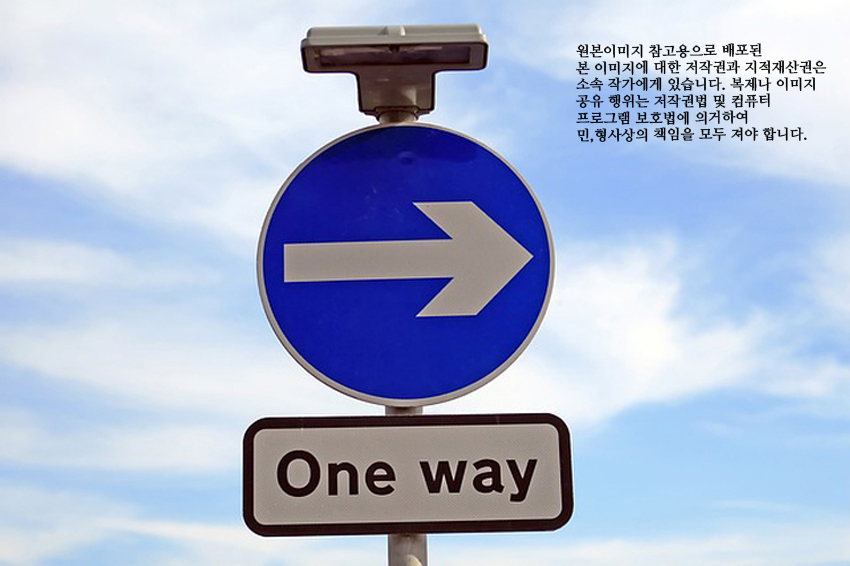 원본이미지 참고용으로 배포된
본 이미지에 대한 저작권과 지적재산권은
소속 작가에게 있습니다. 복제나 이미지
공유 행위는 저작권법 및 컴퓨터
프로그램 보호법에 의거하여
민,형사상의 책임을 모두 져야 합니다.
One way